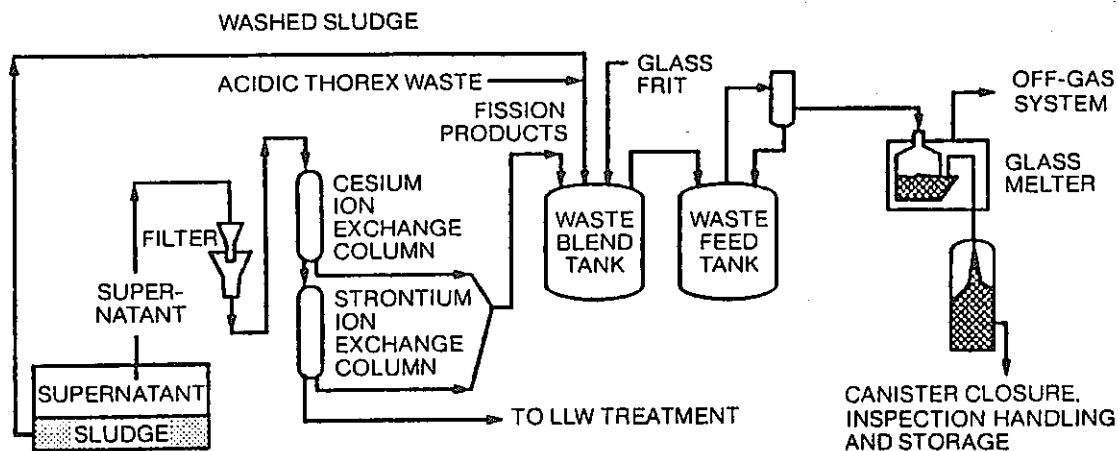 WASHED SLUDGE
ACIDIC THOREX WASTE
GLASS
FRIT
OFF-GAS
SYSTEM
FISSION
PRODUCTS
GLASS
MELTER
CESIUM
ION
EXCHANGE
COLUMN
FILTER
WASTE
BLEND
TANK
WASTE
FEED
TANK
SUPER-
NATANT
STRONTIUM
ION
EXCHANGE
COLUMN
SUPERNATANT
SLUDGE
TO LLW TREATMENT
CANISTER CLOSURE,
INSPECTION HANDLING
AND STORAGE